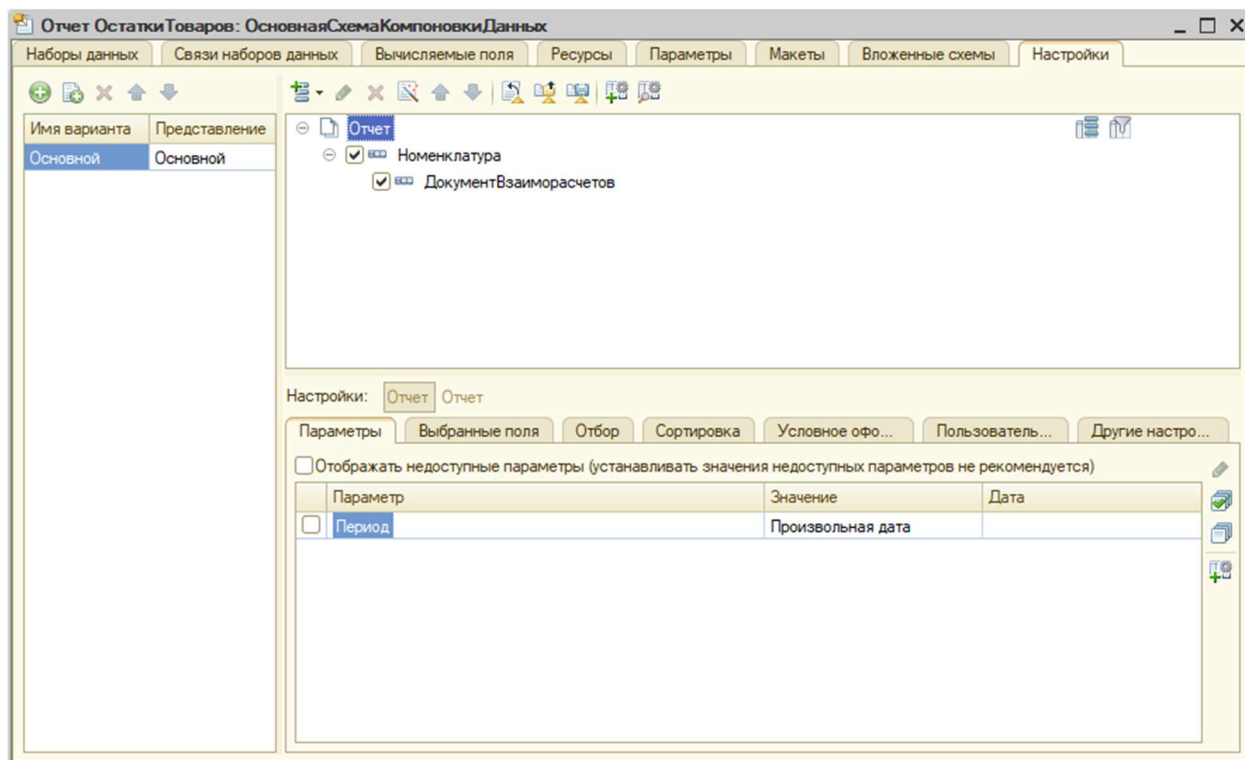 Отчет ОстаткиТоваров: ОсновнаяСхемаКомпоновкиДанных
Наборы данных Связи наборов данных Вычисляемые поля Ресурсы Параметры Макеты Вложенные схемы Настройки
Имя варианта Представление
Основной Основной
Отчет
Номенклатура
ДокументВзаиморасчетов
Настройки: Отчет Отчет
Параметры Выбранные поля Отбор Сортировка Условное офо... Пользователь... Другие настро...
Отображать недоступные параметры (устанавливать значения недоступных параметров не рекомендуется)
Параметр Значение Дата
Период Произвольная дата